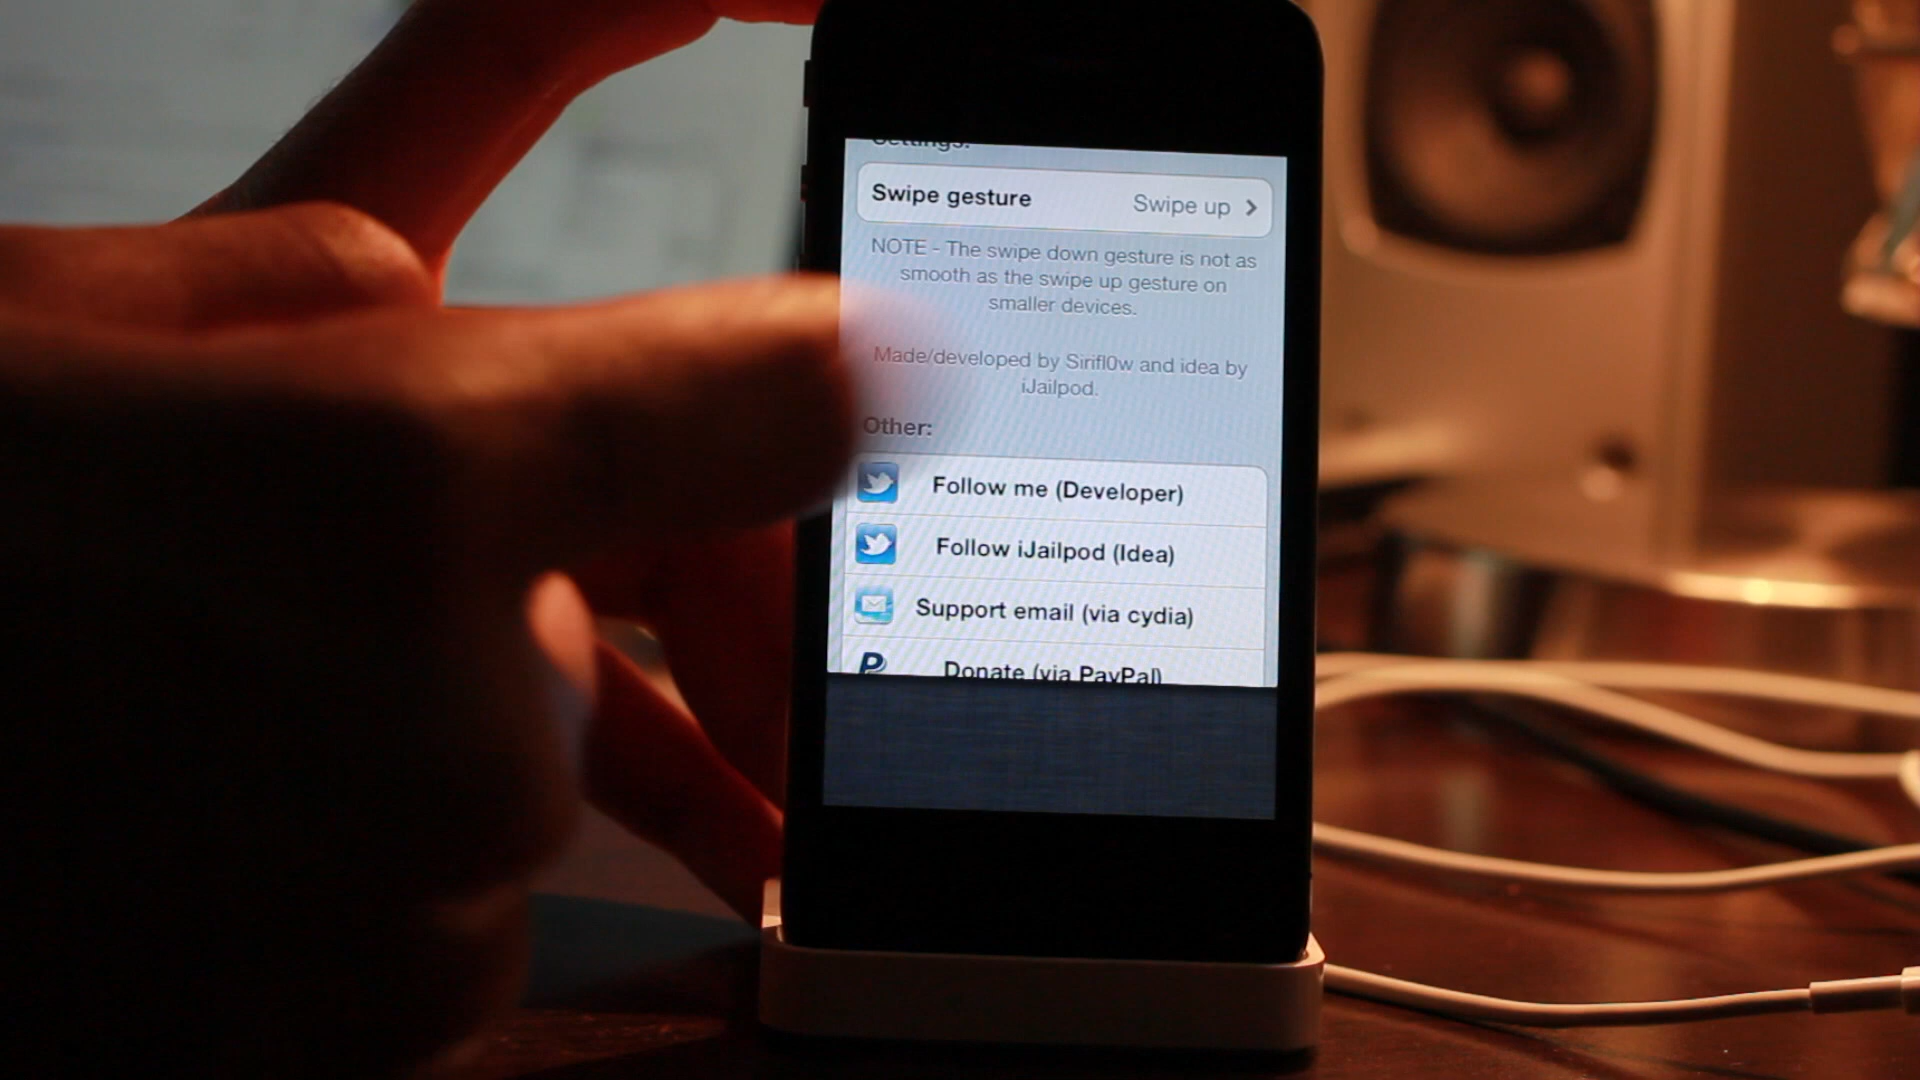 Settings:
Swipe gesture Swipe up
NOTE - The swipe down gesture is not as
smooth as the swipe up gesture on
smaller devices.
Made/developed by Sirifl0w and idea by
iJailpod.
Other:
Follow me (Developer)
Follow iJailpod (Idea)
Support email (via cydia)
Donate (via PayPal)